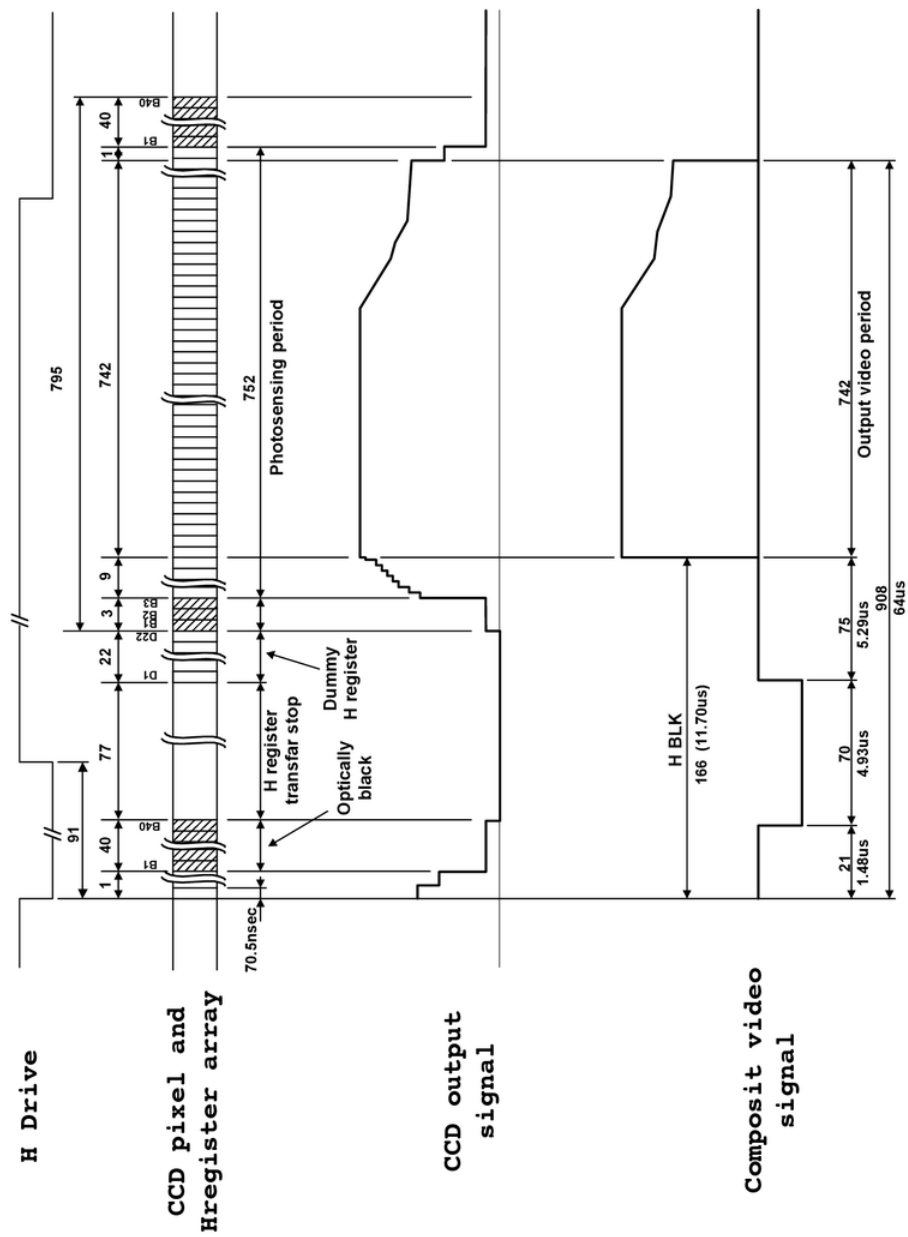 H Drive
91
795
1
40
77
22
3
9
742
1
40
CCD pixel and
Hregister array
B1
B40
D1
D22
B1
B2
B3
B1
B40
70.5nsec
Optically
black
H register
transfar stop
Dummy
H register
752
Photosensing period
CCD output
signal
H BLK
166 (11.70us)
Composit video
signal
21
1.48us
70
4.93us
75
5.29us
742
Output video period
908
64us